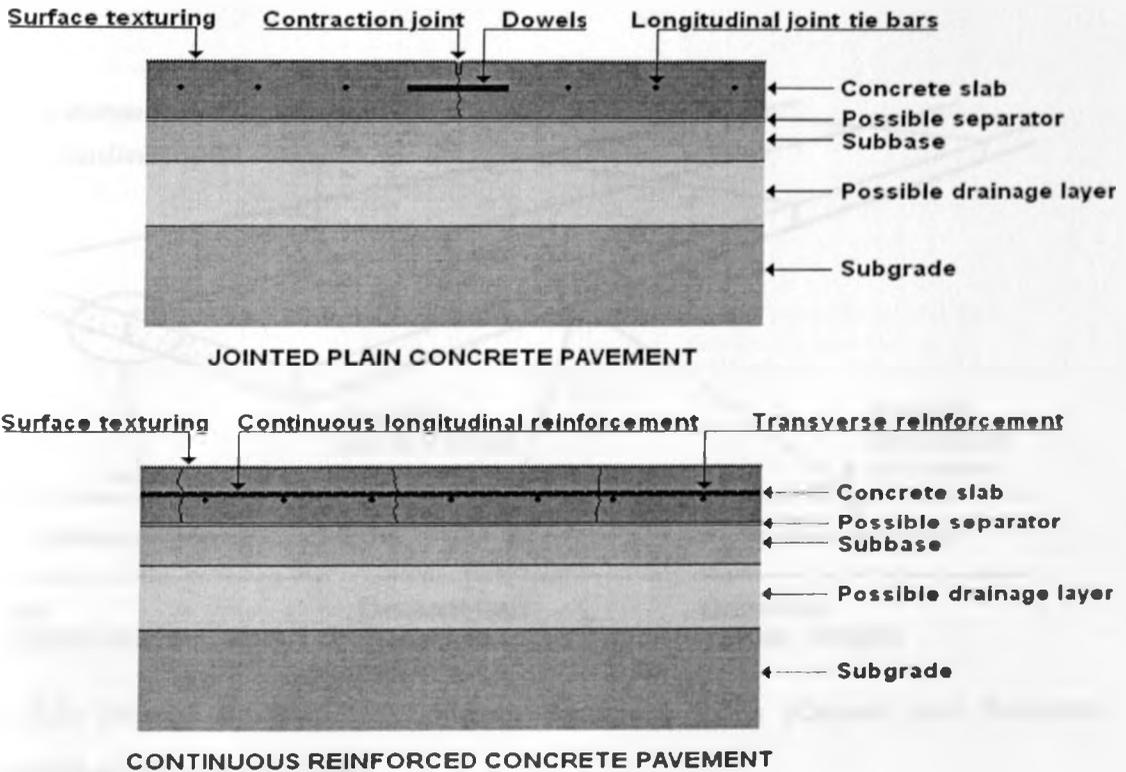 Surface texturing Contraction joint Dowels Longitudinal joint tie bars
Concrete slab
Possible separator
Subbase
Possible drainage layer
Subgrade
JOINTED PLAIN CONCRETE PAVEMENT
Surface texturing Continuous longitudinal reinforcement Transverse reinforcement
Concrete slab
Possible separator
Subbase
Possible drainage layer
Subgrade
CONTINUOUS REINFORCED CONCRETE PAVEMENT